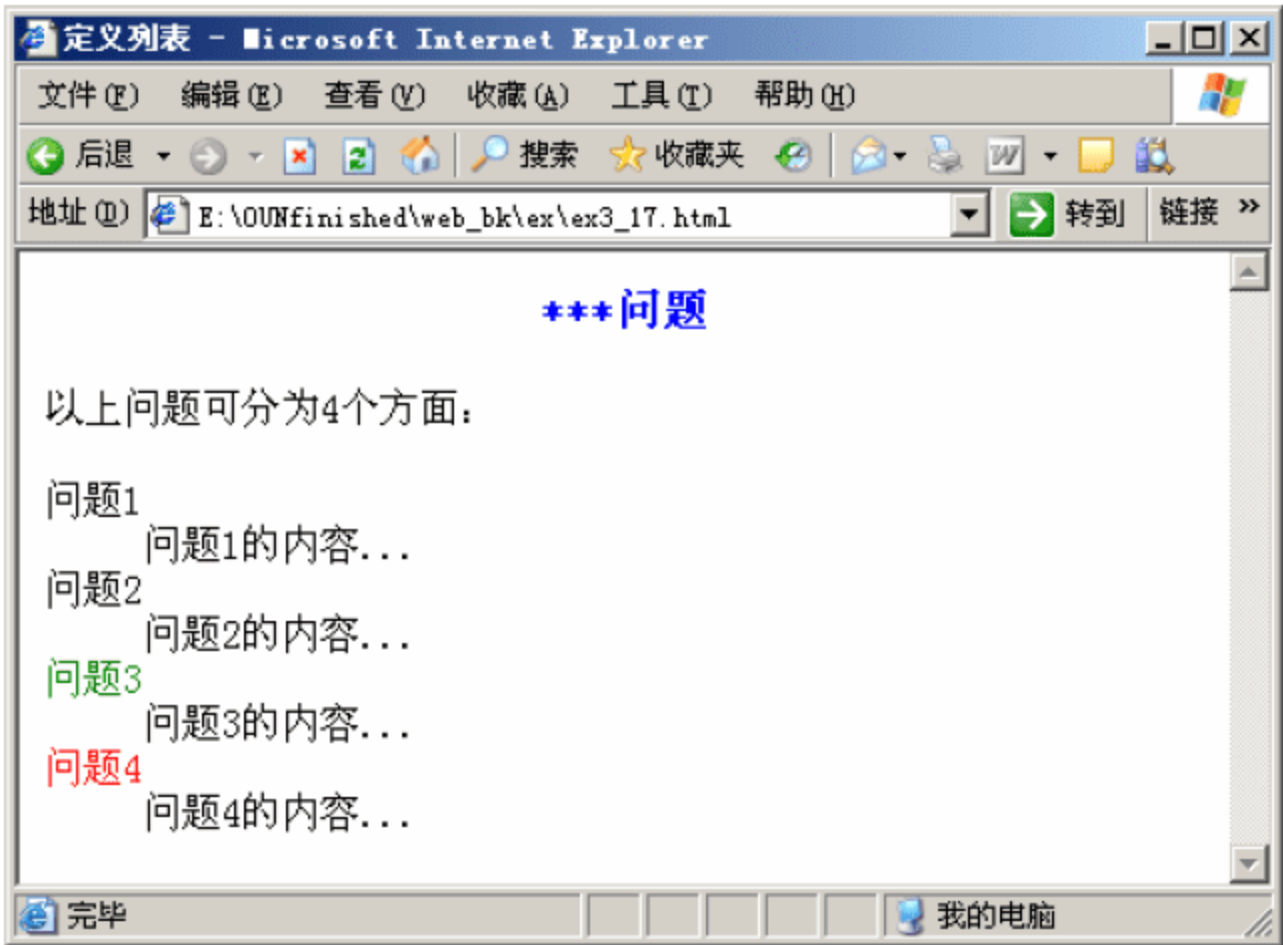 定义列表 - Microsoft Internet Explorer
文件(F) 编辑(E) 查看(V) 收藏(A) 工具(T) 帮助(H)
后退 搜索 收藏夹 W
地址(D) E:\OUNfinished\web_bk\ex\ex3_17.html 转到 链接 »
***问题
以上问题可分为4个方面:
问题1
问题1的内容...
问题2
问题2的内容...
问题3
问题3的内容...
问题4
问题4的内容...
完毕 我的电脑